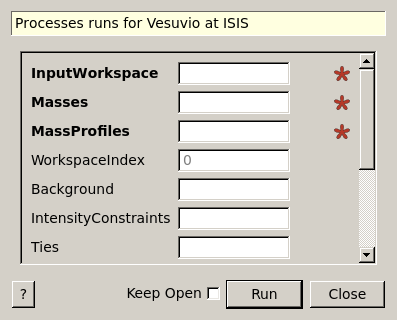 Processes runs for Vesuvio at ISIS
InputWorkspace
Masses
MassProfiles
WorkspaceIndex 0
Background
IntensityConstraints
Ties
? Keep Open Run Close